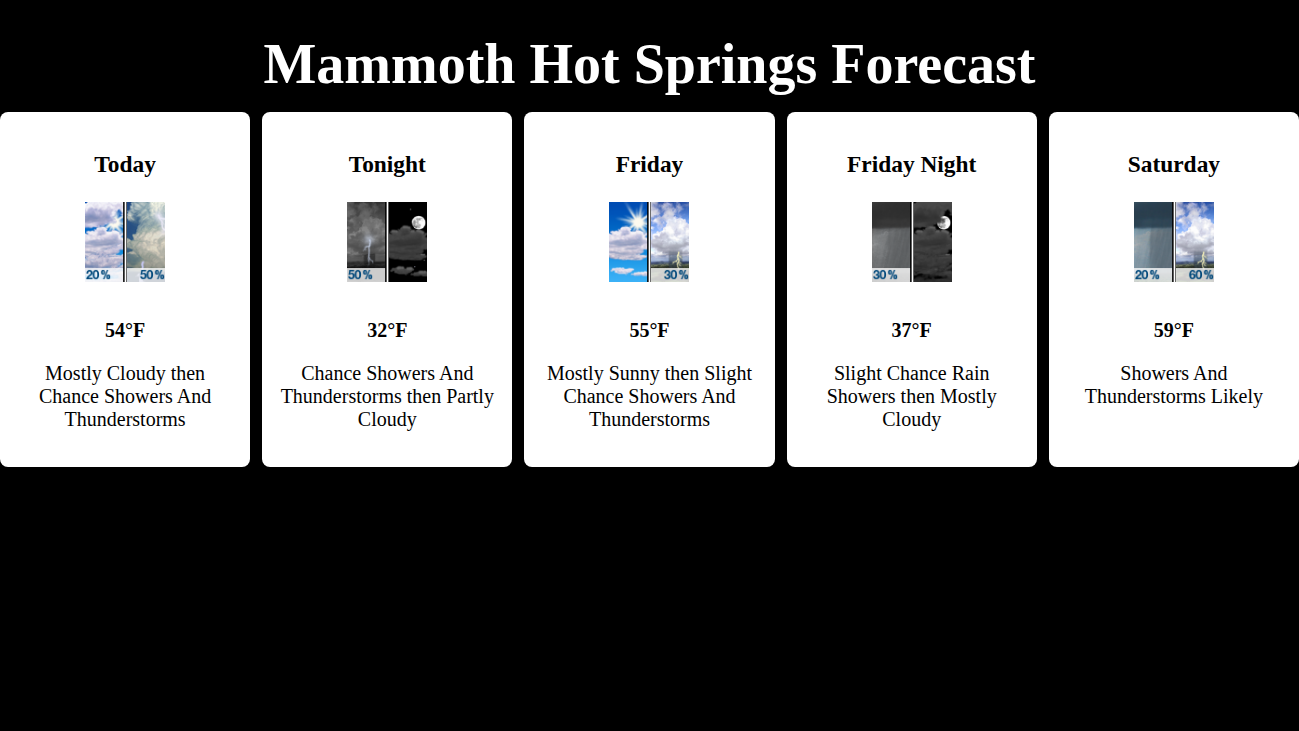 Mammoth Hot Springs Forecast
Today
20%
50%
54°F
Mostly Cloudy then
Chance Showers And
Thunderstorms
Tonight
50%
32°F
Chance Showers And
Thunderstorms then Partly
Cloudy
Friday
30%
55°F
Mostly Sunny then Slight
Chance Showers And
Thunderstorms
Friday Night
30%
37°F
Slight Chance Rain
Showers then Mostly
Cloudy
Saturday
20%
60%
59°F
Showers And
Thunderstorms Likely